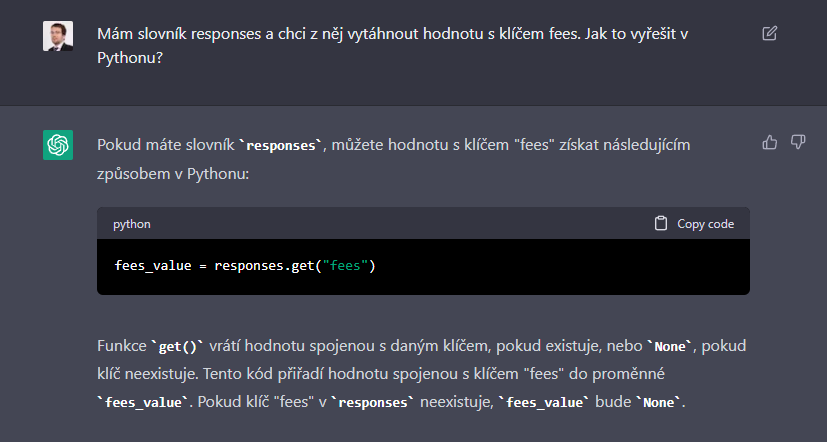 Mám slovník responses a chci z něj vytáhnout hodnotu s klíčem fees. Jak to vyřešit v
Pythonu?
Pokud máte slovník `responses`, můžete hodnotu s klíčem "fees" získat následujícím
způsobem v Pythonu:
python
Copy code
fees_value = responses.get("fees")
Funkce `get()` vrátí hodnotu spojenou s daným klíčem, pokud existuje, nebo `None`, pokud
klíč neexistuje. Tento kód přiřadí hodnotu spojenou s klíčem "fees" do proměnné
`fees_value`. Pokud klíč "fees" v `responses` neexistuje, `fees_value` bude `None`.